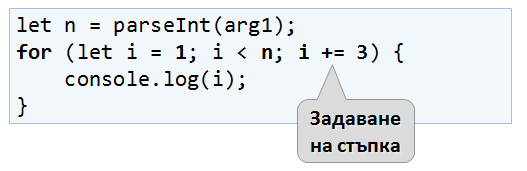 let n = parseInt(arg1);
for (let i = 1; i < n; i += 3) {
    console.log(i);
}
Задаване
на стъпка